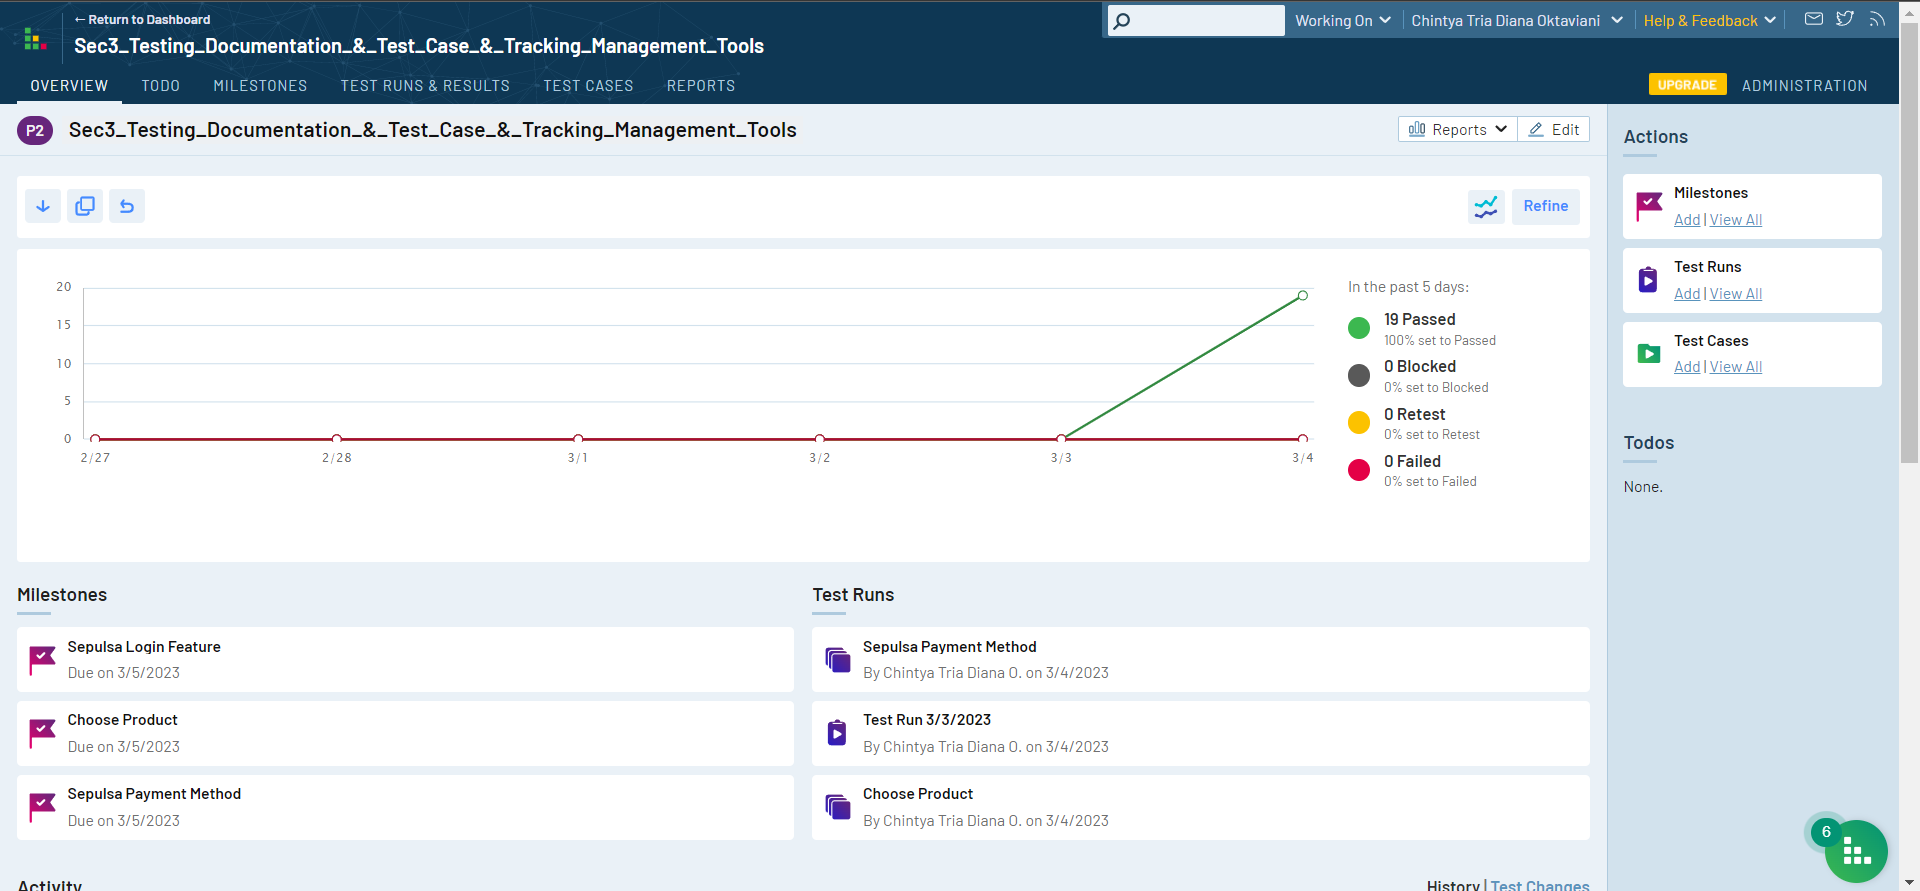 ← Return to Dashboard
Sec3_Testing_Documentation_&_Test_Case_&_Tracking_Management_Tools
Working On
Chintya Tria Diana Oktaviani
Help & Feedback
OVERVIEW TODO MILESTONES TEST RUNS & RESULTS TEST CASES REPORTS
UPGRADE
ADMINISTRATION
P2
Sec3_Testing_Documentation_&_Test_Case_&_Tracking_Management_Tools
Reports
Edit
Refine
20
15
10
5
0
2/27 2/28 3/1 3/2 3/3 3/4
In the past 5 days:
19 Passed
100% set to Passed
0 Blocked
0% set to Blocked
0 Retest
0% set to Retest
0 Failed
0% set to Failed
Actions
Milestones
Add | View All
Test Runs
Add | View All
Test Cases
Add | View All
Todos
None.
Milestones
Sepulsa Login Feature
Due on 3/5/2023
Choose Product
Due on 3/5/2023
Sepulsa Payment Method
Due on 3/5/2023
Test Runs
Sepulsa Payment Method
By Chintya Tria Diana O. on 3/4/2023
Test Run 3/3/2023
By Chintya Tria Diana O. on 3/4/2023
Choose Product
By Chintya Tria Diana O. on 3/4/2023
6
Activity
History | Test Changes